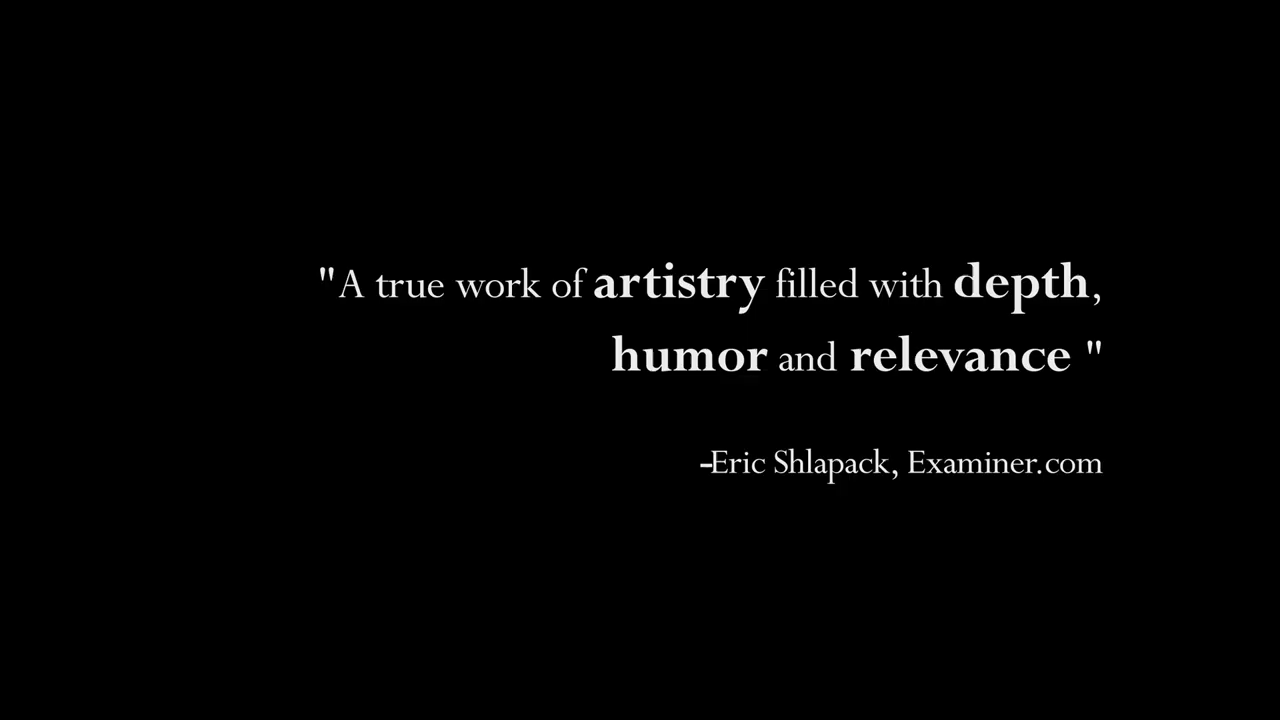 "A true work of artistry filled with depth,
humor and relevance "
-Eric Shlapack, Examiner.com